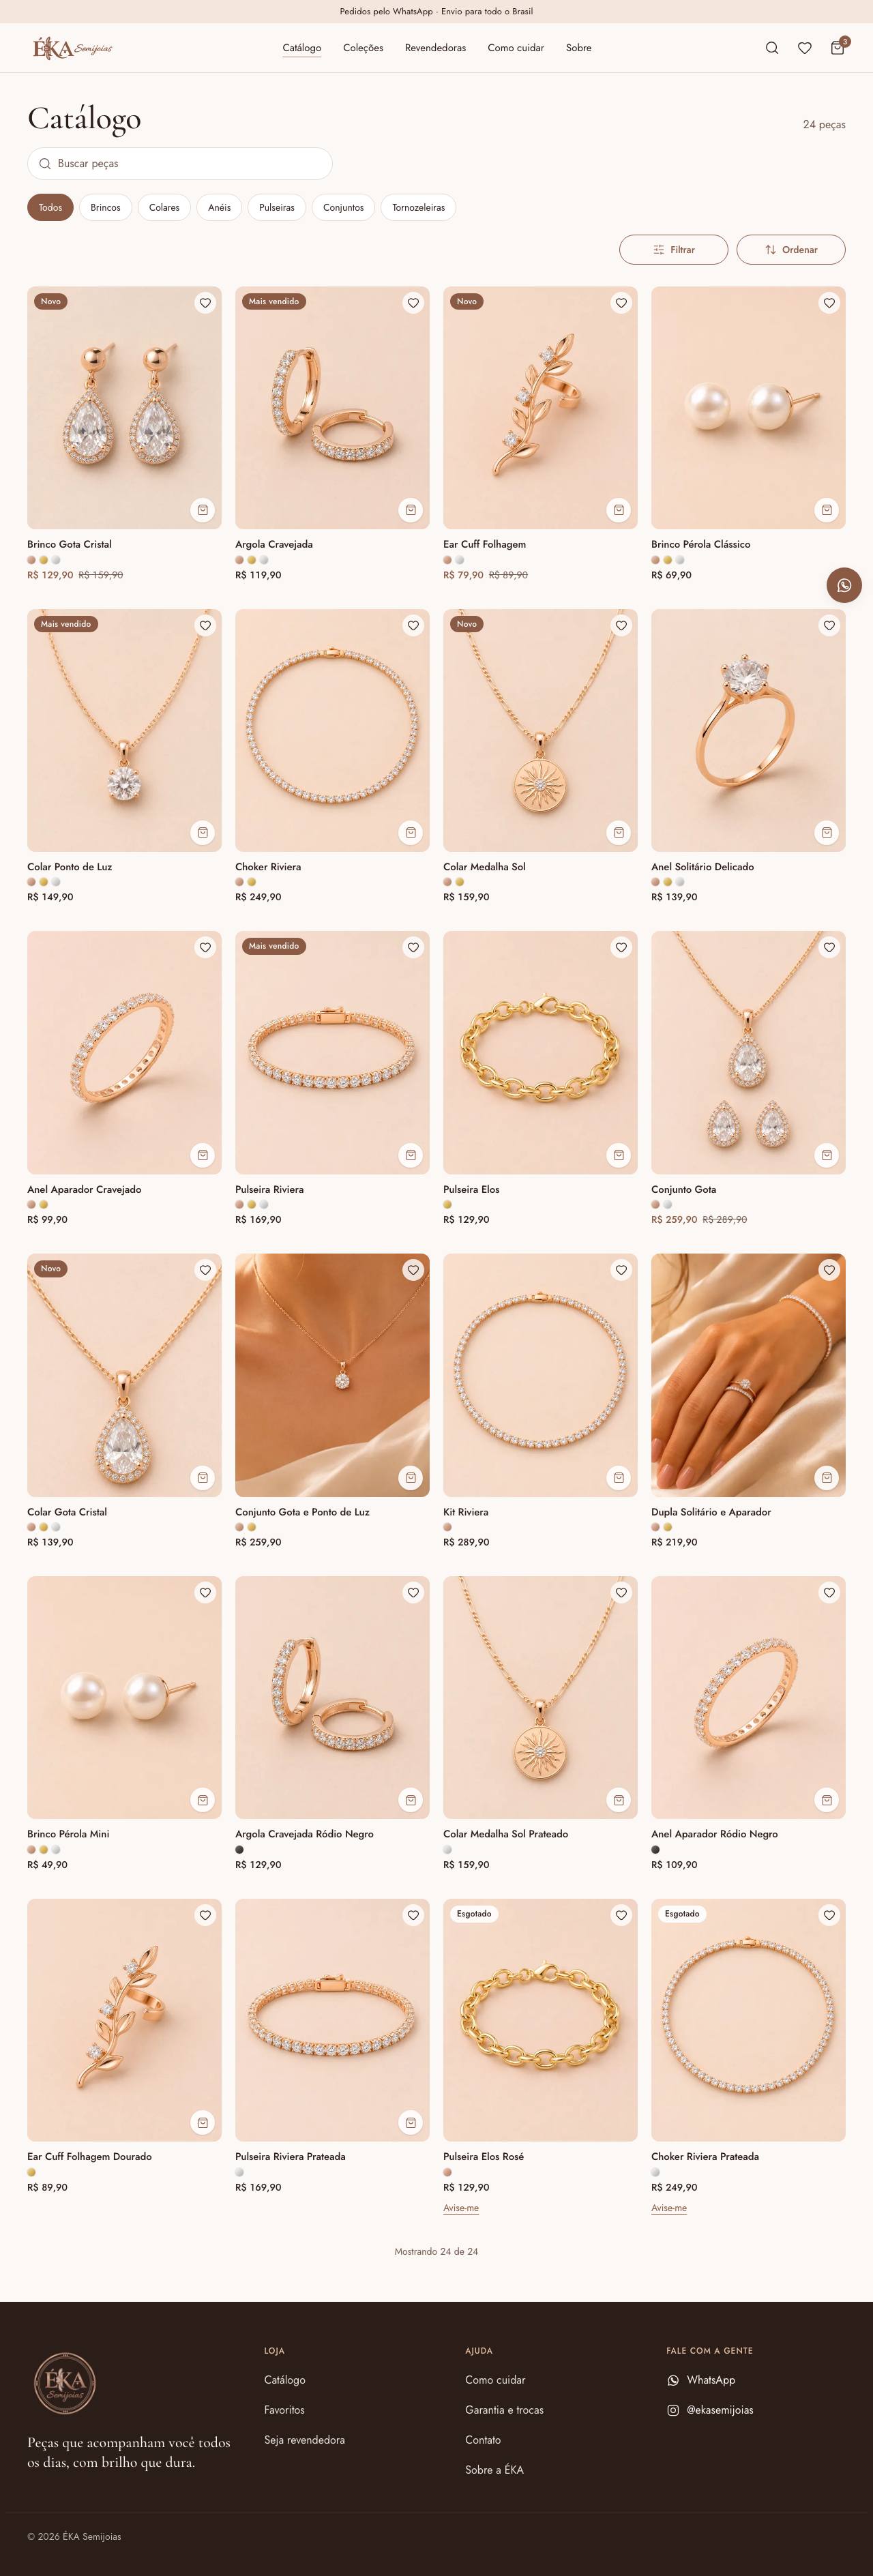 Pedidos pelo WhatsApp · Envio para todo o Brasil
ÉKA Semijoias
Catálogo
Coleções
Revendedoras
Como cuidar
Sobre
3
Catálogo
24 peças
Buscar peças
Todos
Brincos
Colares
Anéis
Pulseiras
Conjuntos
Tornozeleiras
Filtrar
Ordenar
Novo
Mais vendido
Novo
Brinco Gota Cristal
Argola Cravejada
Ear Cuff Folhagem
Brinco Pérola Clássico
R$ 129,90 R$ 159,90
R$ 119,90
R$ 79,90 R$ 89,90
R$ 69,90
Mais vendido
Novo
Colar Ponto de Luz
Choker Riviera
Colar Medalha Sol
Anel Solitário Delicado
R$ 149,90
R$ 249,90
R$ 159,90
R$ 139,90
Mais vendido
Anel Aparador Cravejado
Pulseira Riviera
Pulseira Elos
Conjunto Gota
R$ 99,90
R$ 169,90
R$ 129,90
R$ 259,90 R$ 289,90
Novo
Colar Gota Cristal
Conjunto Gota e Ponto de Luz
Kit Riviera
Dupla Solitário e Aparador
R$ 139,90
R$ 259,90
R$ 289,90
R$ 219,90
Brinco Pérola Mini
Argola Cravejada Ródio Negro
Colar Medalha Sol Prateado
Anel Aparador Ródio Negro
R$ 49,90
R$ 129,90
R$ 159,90
R$ 109,90
Esgotado
Esgotado
Ear Cuff Folhagem Dourado
Pulseira Riviera Prateada
Pulseira Elos Rosé
Choker Riviera Prateada
R$ 89,90
R$ 169,90
R$ 129,90
R$ 249,90
Avise-me
Avise-me
Mostrando 24 de 24
ÉKA
Semijoias
Peças que acompanham você todos
os dias, com brilho que dura.
LOJA
Catálogo
Favoritos
Seja revendedora
AJUDA
Como cuidar
Garantia e trocas
Contato
Sobre a ÉKA
FALE COM A GENTE
WhatsApp
@ekasemijoias
© 2026 ÉKA Semijoias